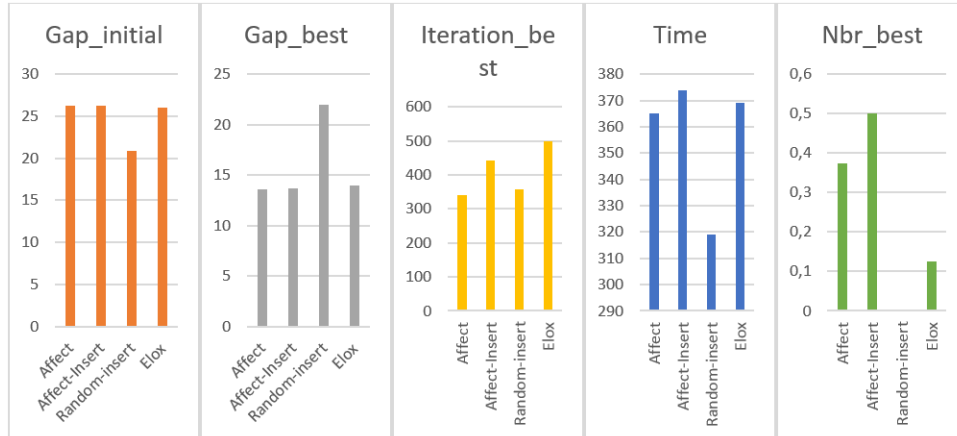 Gap_initial
30
25
20
15
10
5
0
Affect
Affect-Insert
Random-insert
Elox
Gap_best
25
20
15
10
5
0
Affect
Affect-Insert
Random-insert
Elox
Iteration_be
st
600
500
400
300
200
100
0
Affect
Affect-Insert
Random-insert
Elox
Time
380
370
360
350
340
330
320
310
300
290
Affect
Affect-Insert
Random-insert
Elox
Nbr_best
0,6
0,5
0,4
0,3
0,2
0,1
0
Affect
Affect-Insert
Random-insert
Elox